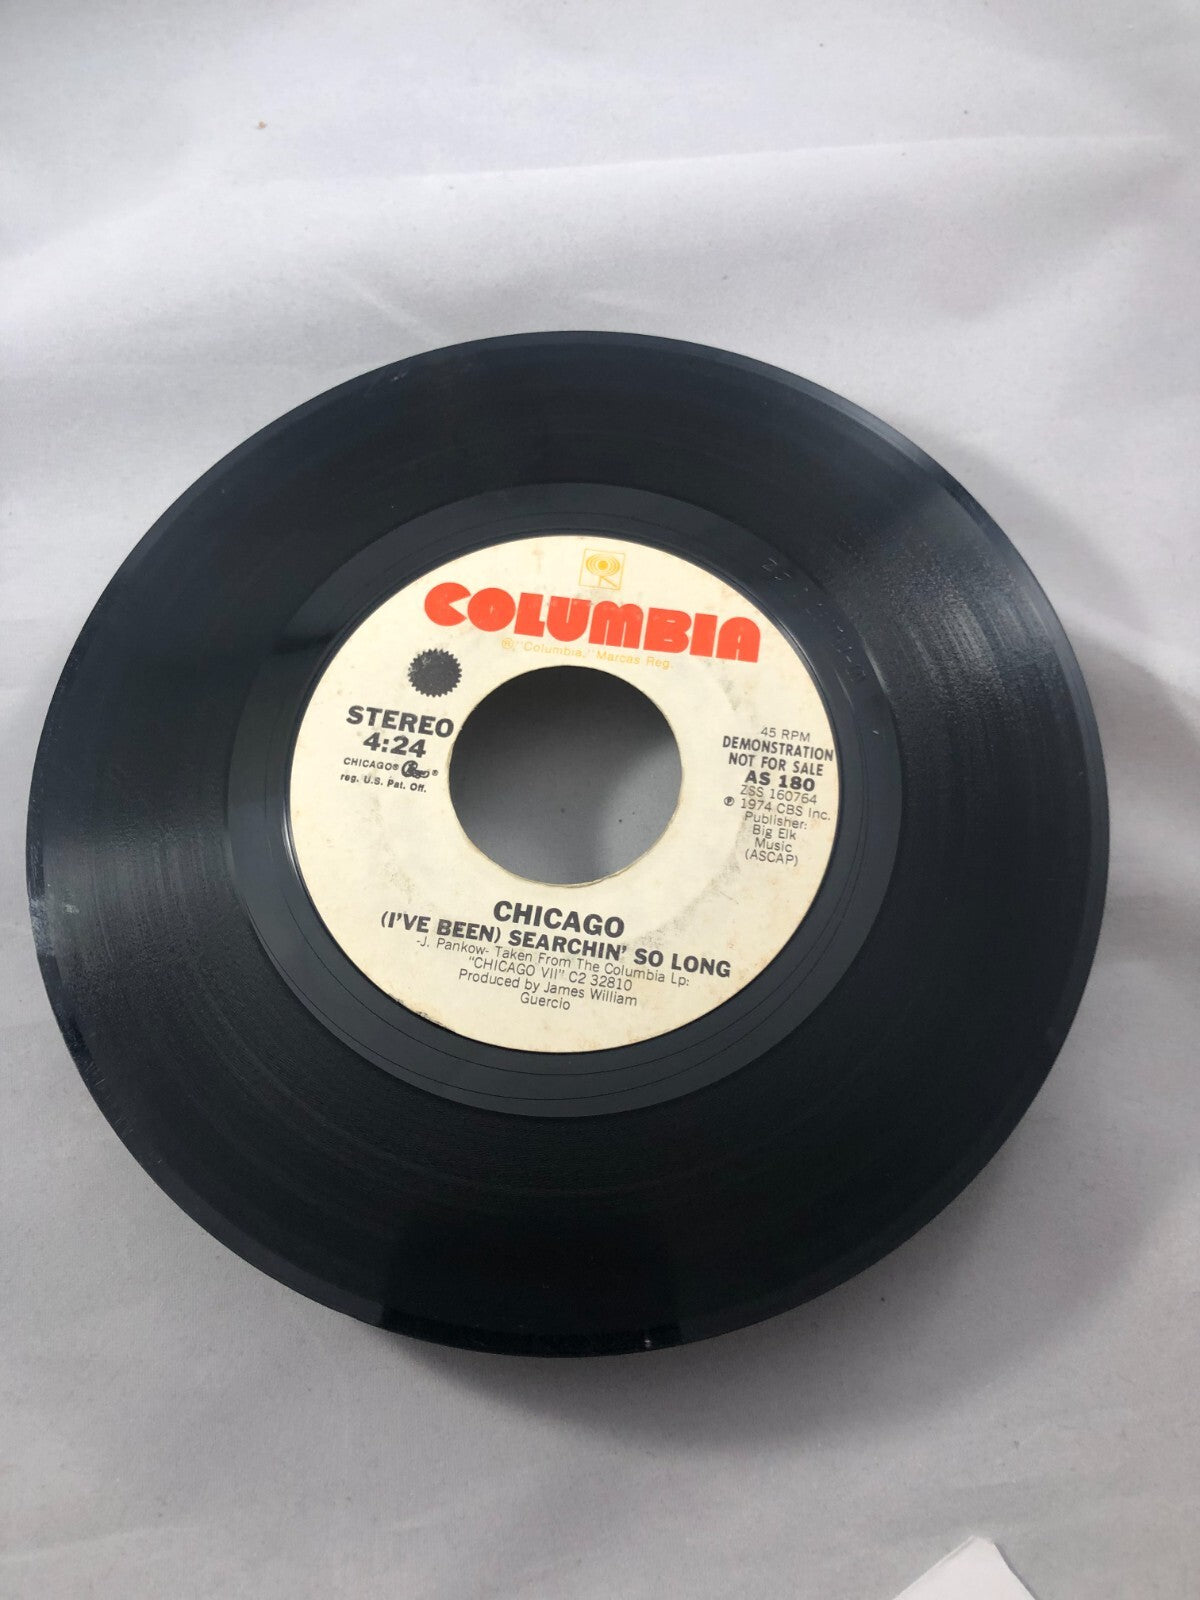 COLUMBIA
®, "Columbia," Marcas Reg.
STEREO
4:24
CHICAGO® ®
reg. U.S. Pat. Off.
45 RPM
DEMONSTRATION
NOT FOR SALE
AS 180
ZSS 160764
℗ 1974 CBS Inc.
Publisher:
Big Elk
Music
(ASCAP)
CHICAGO
(I'VE BEEN) SEARCHIN' SO LONG
-J. Pankow- Taken From The Columbia Lp:
"CHICAGO VII" C2 32810
Produced by James William
Guercio